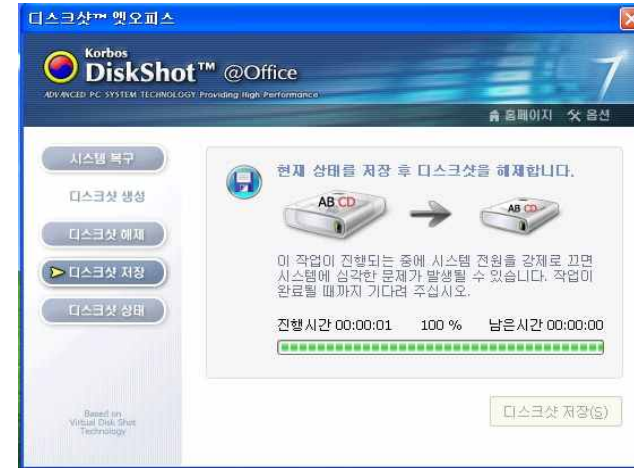 디스크샷™ 앳오피스
Korbos
DiskShot™ @Office
ADVANCED PC SYSTEM TECHNOLOGY Providing High Performance
7
홈페이지 옵션
시스템 복구
디스크샷 생성
디스크샷 해제
디스크샷 저장
디스크샷 상태
Based on
Virtual Disk Shot
Technology
현재 상태를 저장 후 디스크샷을 해제합니다.
AB CD
AB CD
이 작업이 진행되는 중에 시스템 전원을 강제로 끄면
시스템에 심각한 문제가 발생될 수 있습니다. 작업이
완료될 때까지 기다려 주십시오.
진행시간 00:00:01 100 % 남은시간 00:00:00
디스크샷 저장(S)